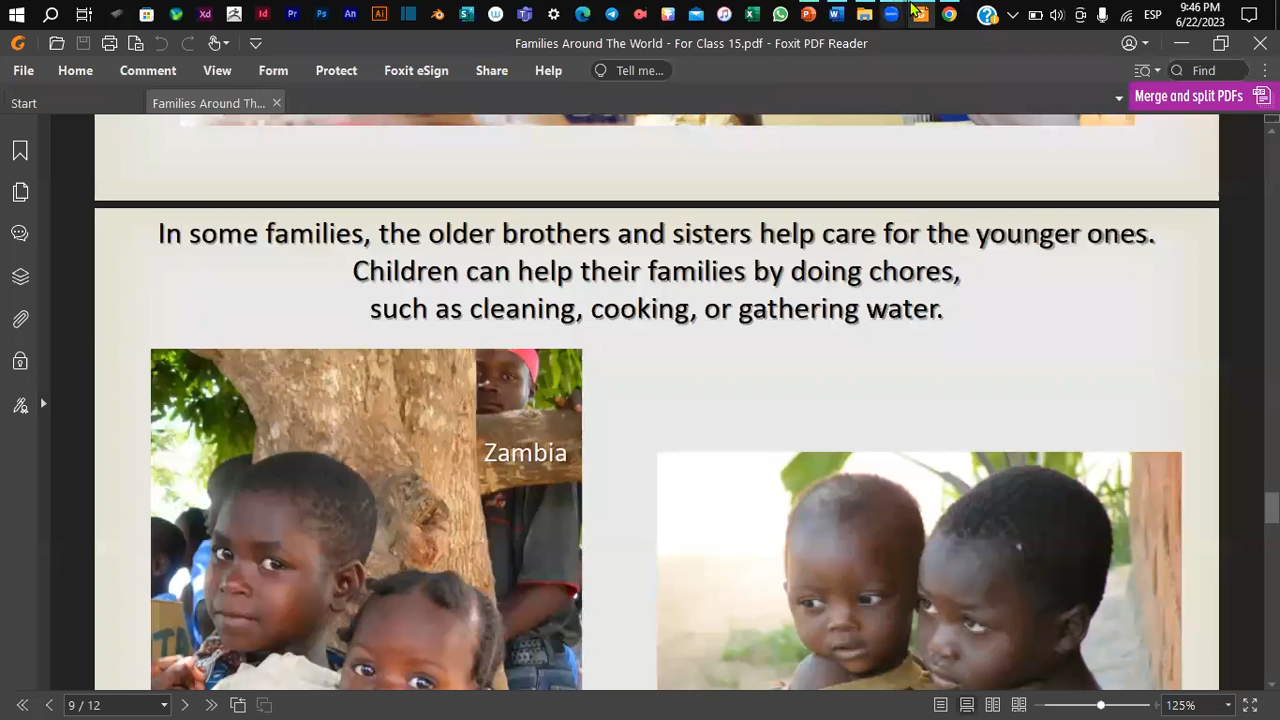 9:46 PM
ESP
6/22/2023
Families Around The World - For Class 15.pdf - Foxit PDF Reader
File
Home
Comment
View
Form
Protect
Foxit eSign
Share
Help
Tell me...
Find
Start
Families Around Th...
Merge and split PDFs
In some families, the older brothers and sisters help care for the younger ones.
Children can help their families by doing chores,
such as cleaning, cooking, or gathering water.
Zambia
9 / 12
125%